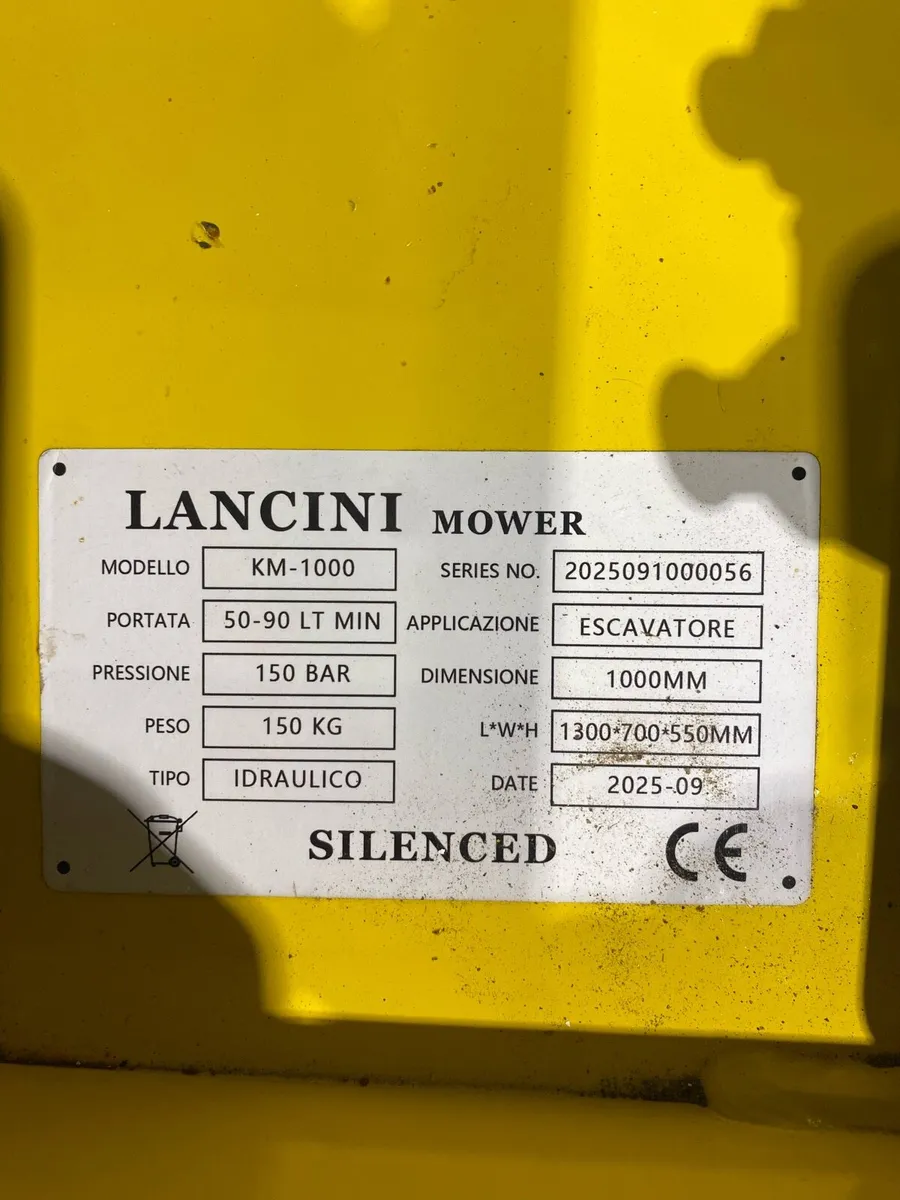 LANCINI MOWER
MODELLO KM-1000 SERIES NO. 2025091000056
PORTATA 50-90 LT MIN APPLICAZIONE ESCAVATORE
PRESSIONE 150 BAR DIMENSIONE 1000MM
PESO 150 KG L*W*H 1300*700*550MM
TIPO IDRAULICO DATE 2025-09
SILENCED CE